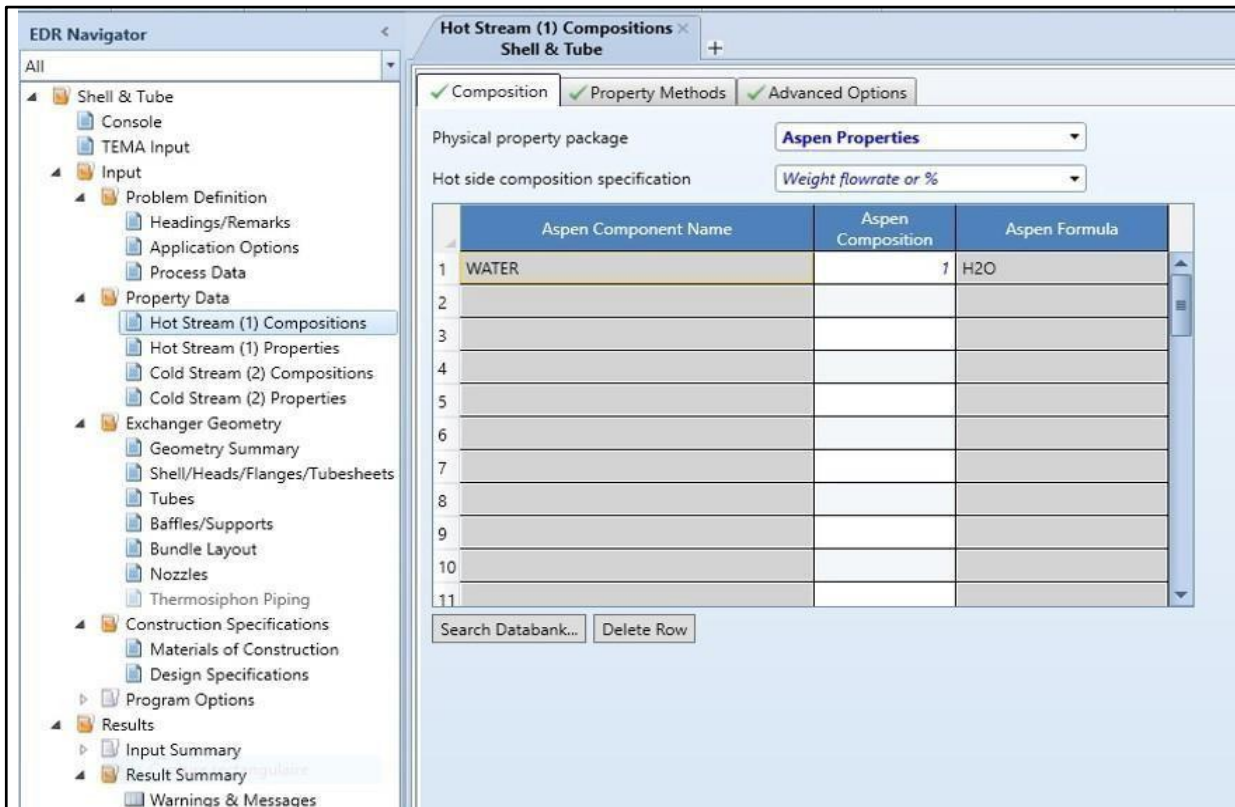 EDR Navigator
All
Shell & Tube
Console
TEMA Input
Input
Problem Definition
Headings/Remarks
Application Options
Process Data
Property Data
Hot Stream (1) Compositions
Hot Stream (1) Properties
Cold Stream (2) Compositions
Cold Stream (2) Properties
Exchanger Geometry
Geometry Summary
Shell/Heads/Flanges/Tubesheets
Tubes
Baffles/Supports
Bundle Layout
Nozzles
Thermosiphon Piping
Construction Specifications
Materials of Construction
Design Specifications
Program Options
Results
Input Summary
Result Summary
Warnings & Messages
Hot Stream (1) Compositions
Shell & Tube
Composition
Property Methods
Advanced Options
Physical property package
Aspen Properties
Hot side composition specification
Weight flowrate or %
Aspen Component Name
Aspen
Composition
Aspen Formula
1 WATER 1 H2O
2
3
4
5
6
7
8
9
10
11
Search Databank...
Delete Row